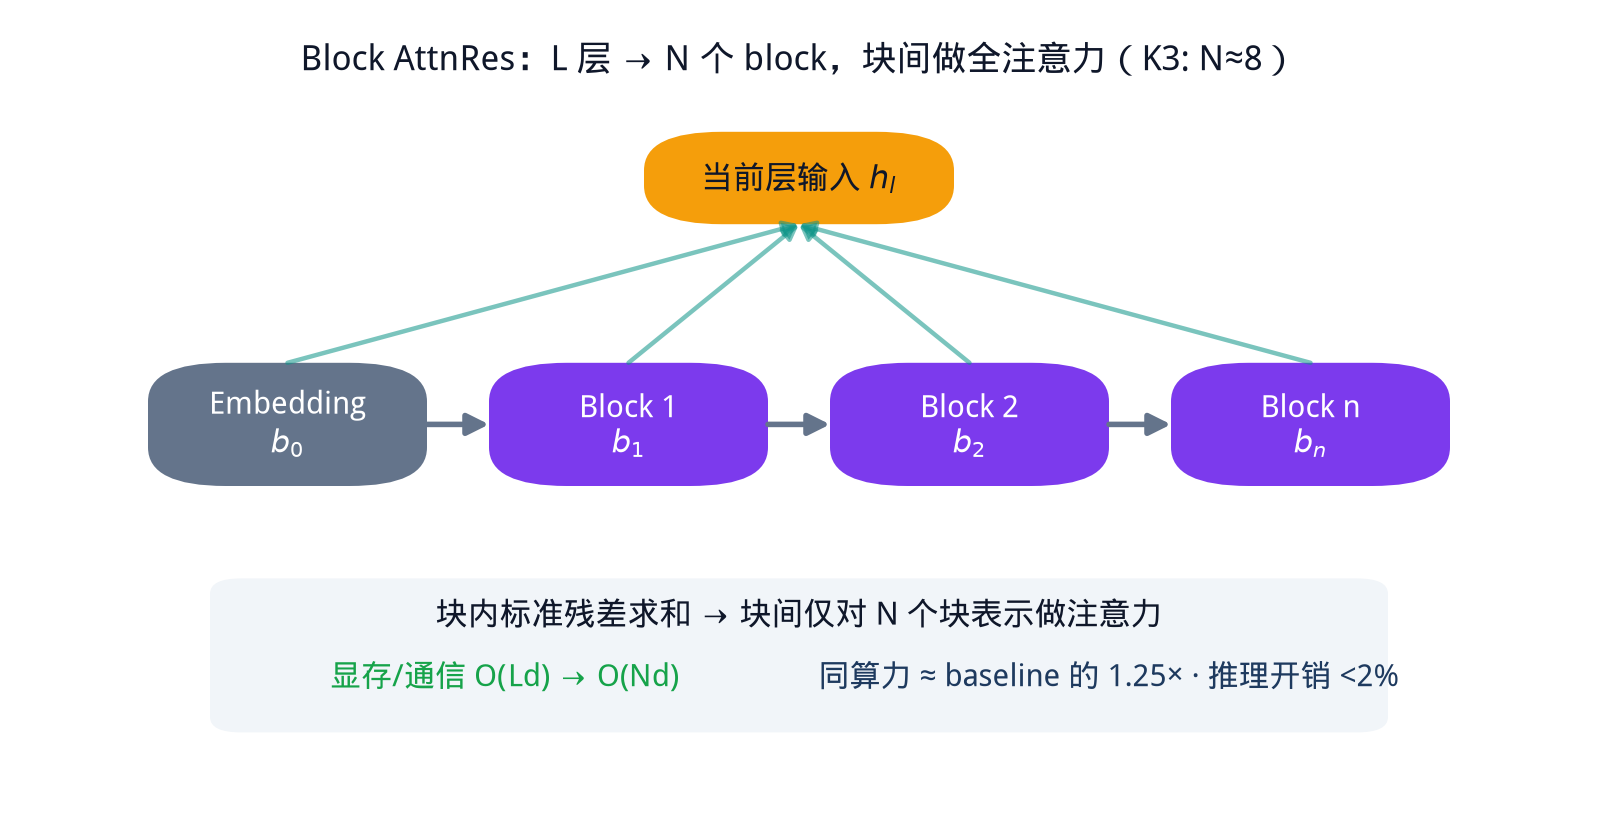 Block AttnRes：L 层 → N 个 block，块间做全注意力（K3: N≈8）
当前层输入 hₗ
Embedding
b₀
Block 1
b₁
Block 2
b₂
Block n
bₙ
块内标准残差求和 → 块间仅对 N 个块表示做注意力
显存/通信 O(Ld) → O(Nd)
同算力 ≈ baseline 的 1.25× · 推理开销 <2%